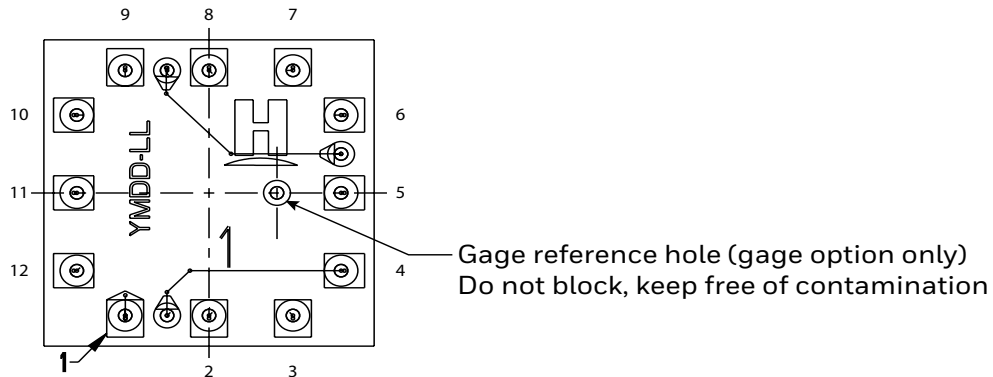 9 8 7
10 6
H
YMDD-LL
11 5
1
12 4
1 2 3
Gage reference hole (gage option only)
Do not block, keep free of contamination